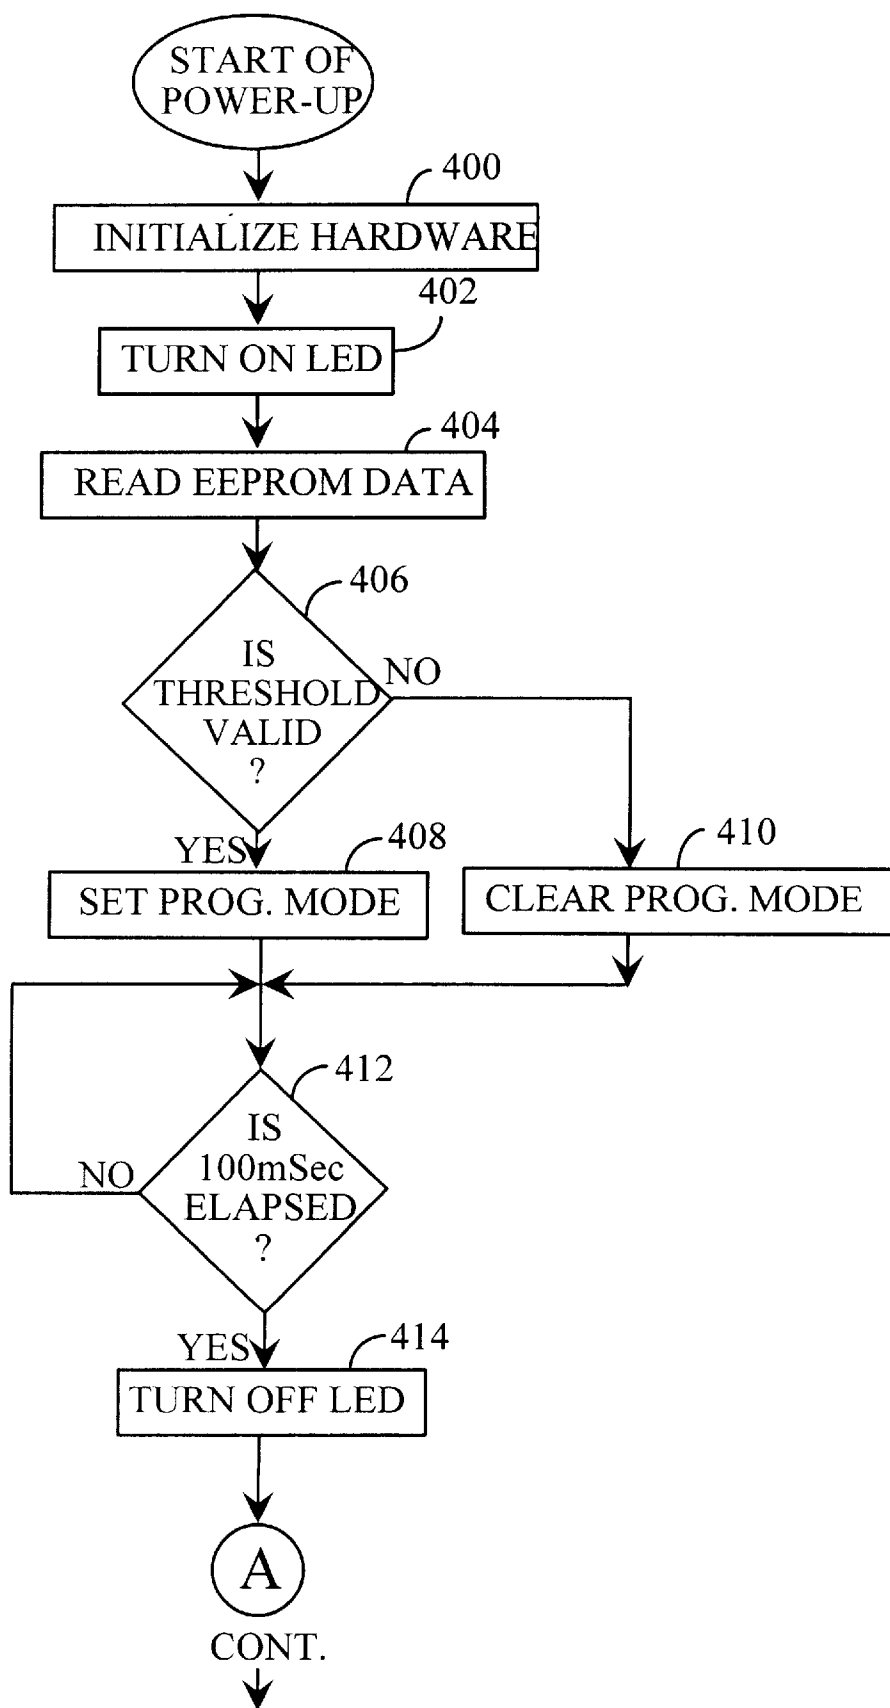 START OF
POWER-UP
400
INITIALIZE HARDWARE
402
TURN ON LED
404
READ EEPROM DATA
406
IS
THRESHOLD
VALID
?
NO
YES
408
SET PROG. MODE
410
CLEAR PROG. MODE
412
IS
100mSec
ELAPSED
?
NO
YES
414
TURN OFF LED
A
CONT.